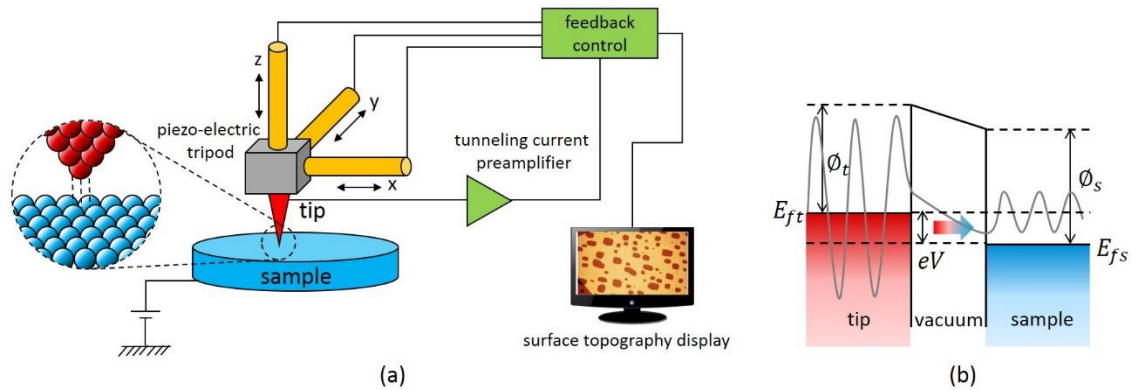 feedback
control
z
y
piezo-electric
tripod
tunneling current
preamplifier
x
tip
sample
surface topography display
(a)
Øt
Øs
Eft
eV
Efs
tip
vacuum
sample
(b)